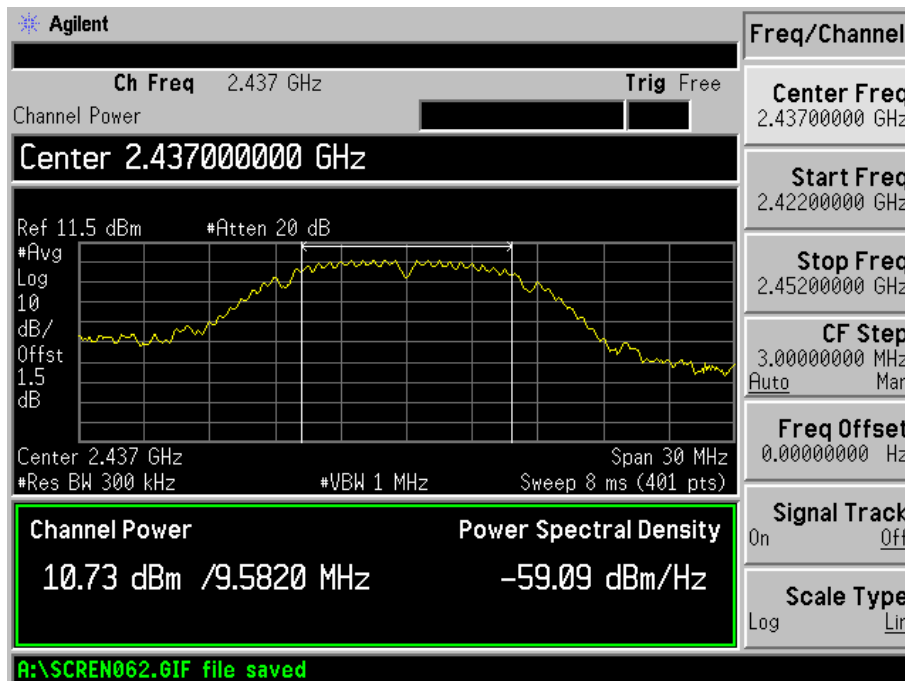 Agilent
Freq/Channel
Ch Freq 2.437 GHz Trig Free
Channel Power
Center 2.437000000 GHz
Ref 11.5 dBm #Atten 20 dB
#Avg
Log
10
dB/
Offst
1.5
dB
Center 2.437 GHz Span 30 MHz
#Res BW 300 kHz #VBW 1 MHz Sweep 8 ms (401 pts)
Channel Power Power Spectral Density
10.73 dBm /9.5820 MHz -59.09 dBm/Hz
A:\SCREN062.GIF file saved
Center Freq
2.43700000 GHz
Start Freq
2.42200000 GHz
Stop Freq
2.45200000 GHz
CF Step
3.00000000 MHz
Auto Man
Freq Offset
0.00000000 Hz
Signal Track
On Off
Scale Type
Log Lin